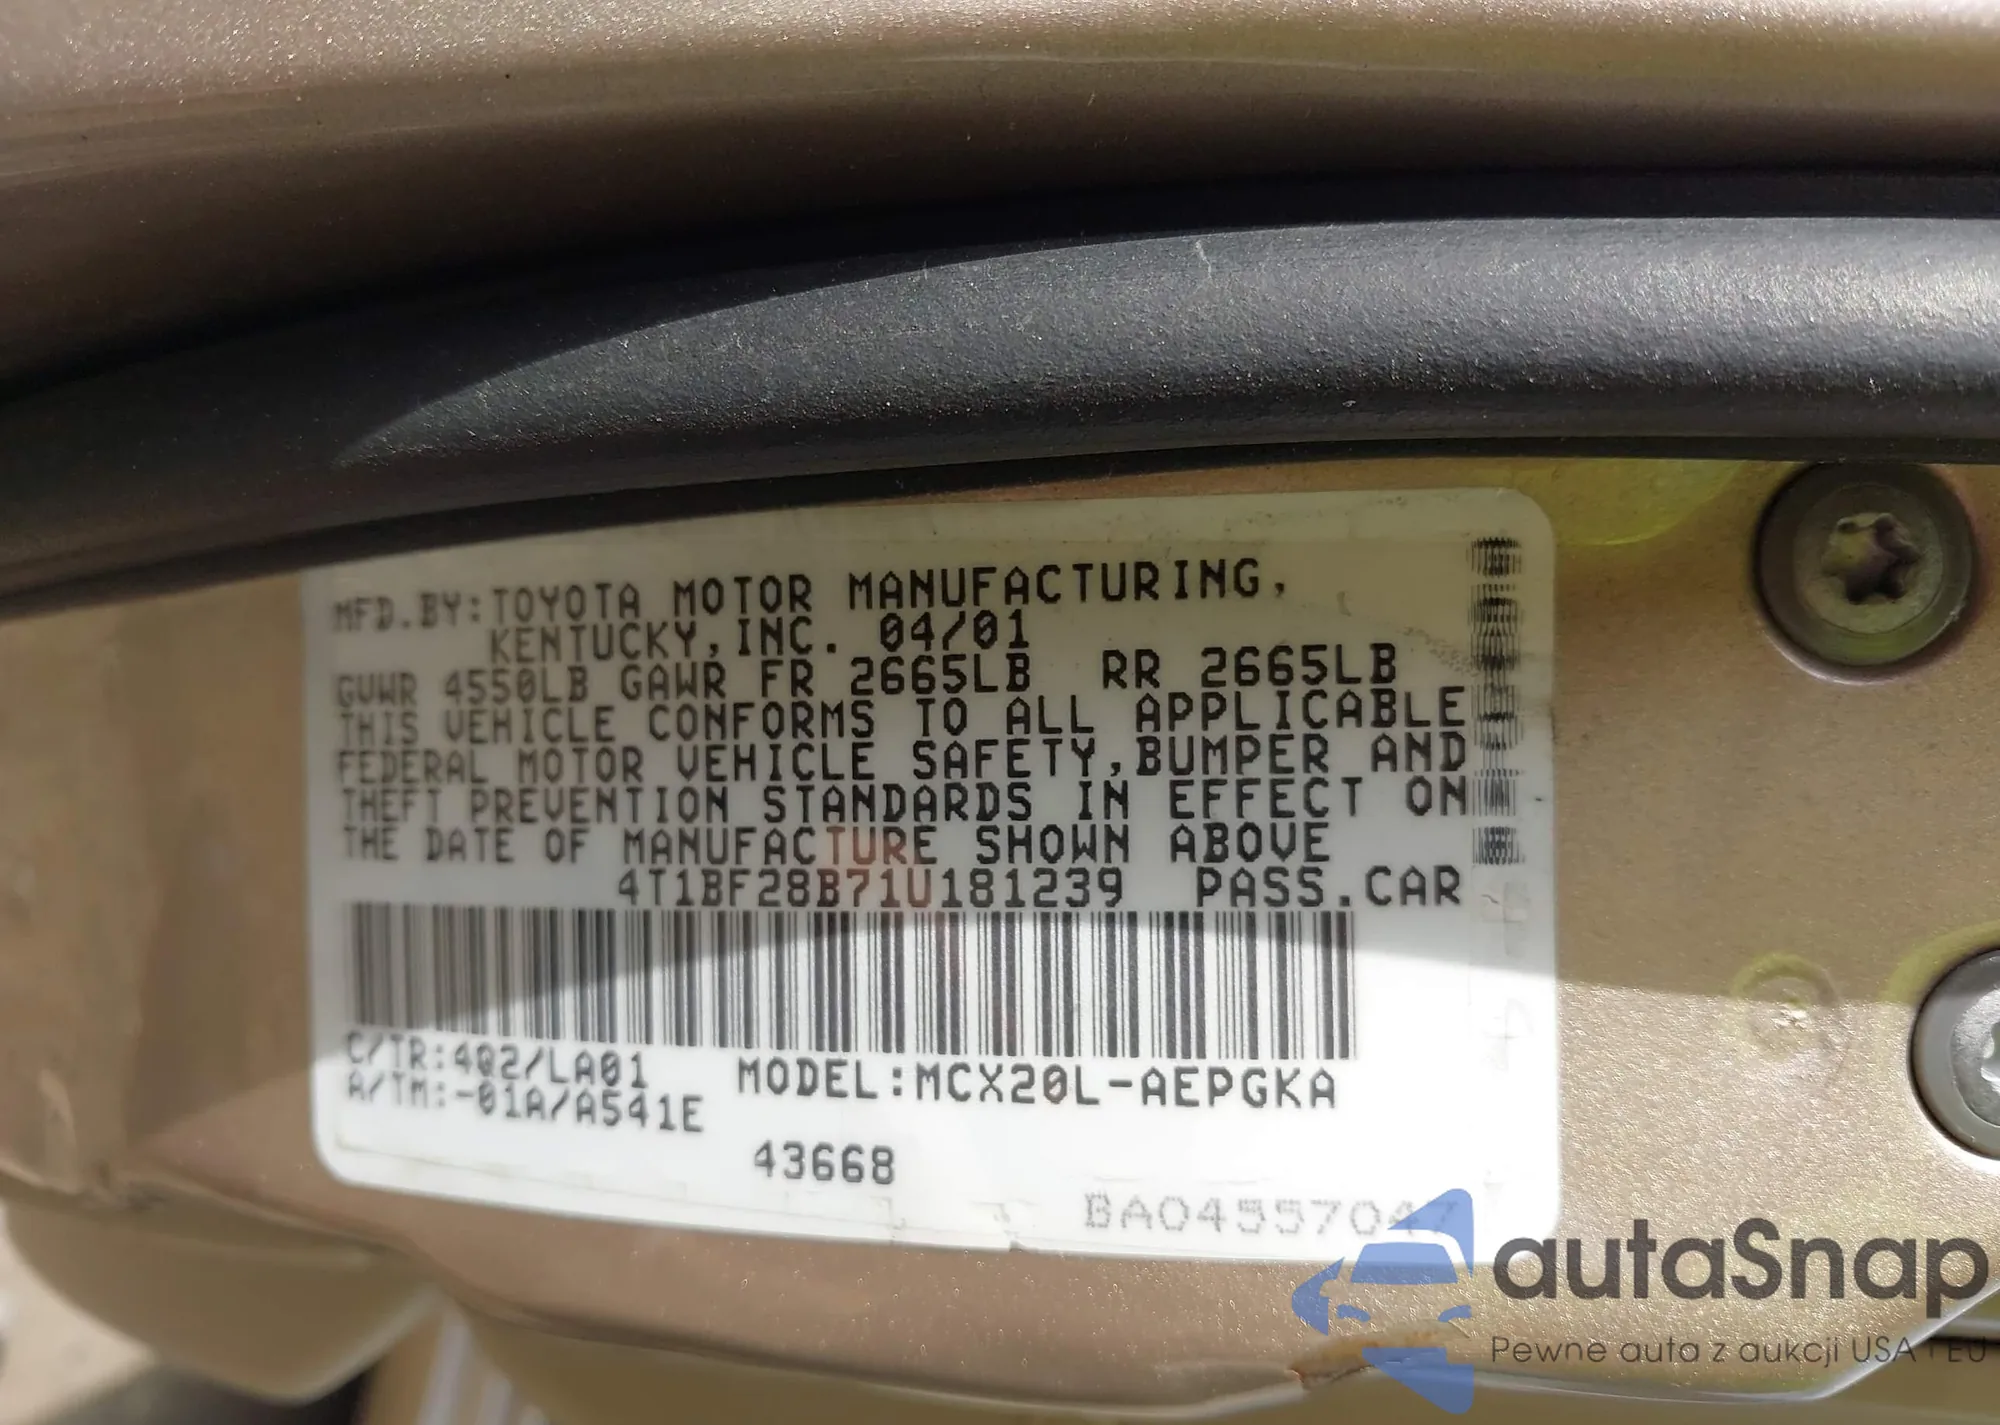 MFD.BY:TOYOTA MOTOR MANUFACTURING,
KENTUCKY,INC. 04/01
GVWR 4550LB GAWR FR 2665LB RR 2665LB
THIS VEHICLE CONFORMS TO ALL APPLICABLE
FEDERAL MOTOR VEHICLE SAFETY,BUMPER AND
THEFT PREVENTION STANDARDS IN EFFECT ON
THE DATE OF MANUFACTURE SHOWN ABOVE
4T1BF28B71U181239 PASS.CAR
C/TR:4Q2/LA01
A/TM:-01A/A541E
MODEL:MCX20L-AEPGKA
43668
BA04557047
autaSnap
Pewne auta z aukcji USA i EU